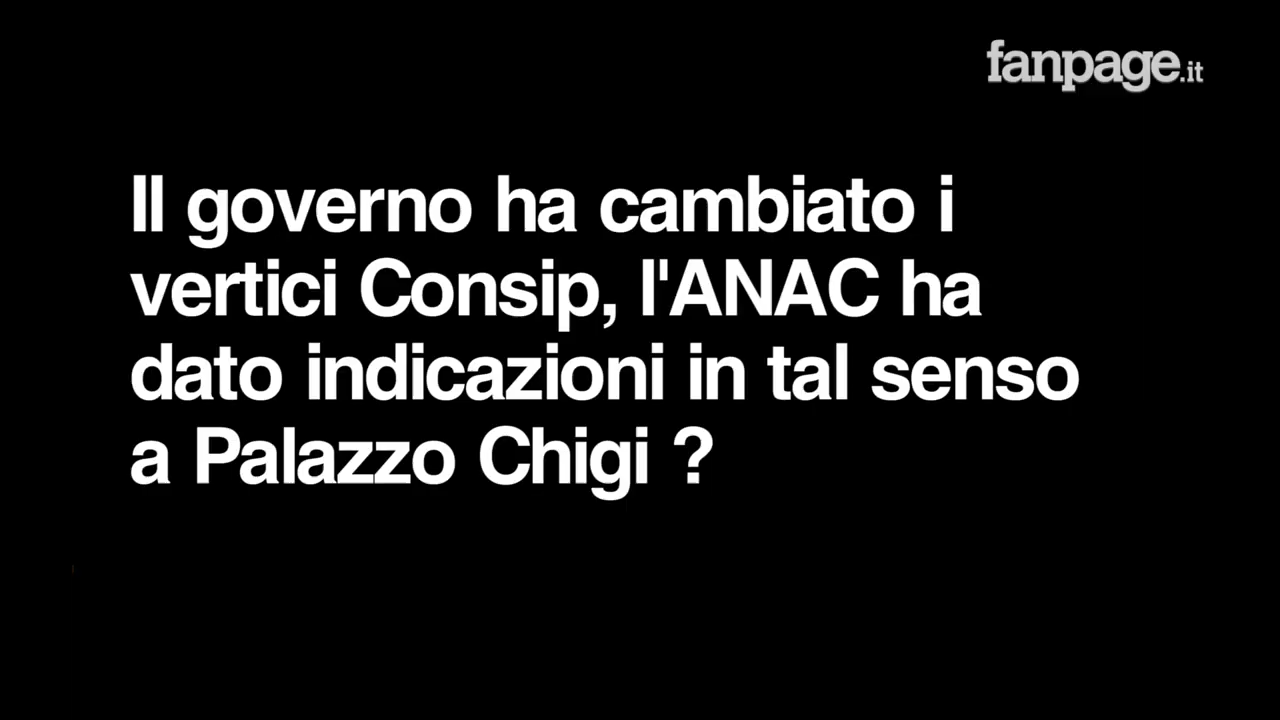 fanpage.it
Il governo ha cambiato i
vertici Consip, l'ANAC ha
dato indicazioni in tal senso
a Palazzo Chigi ?